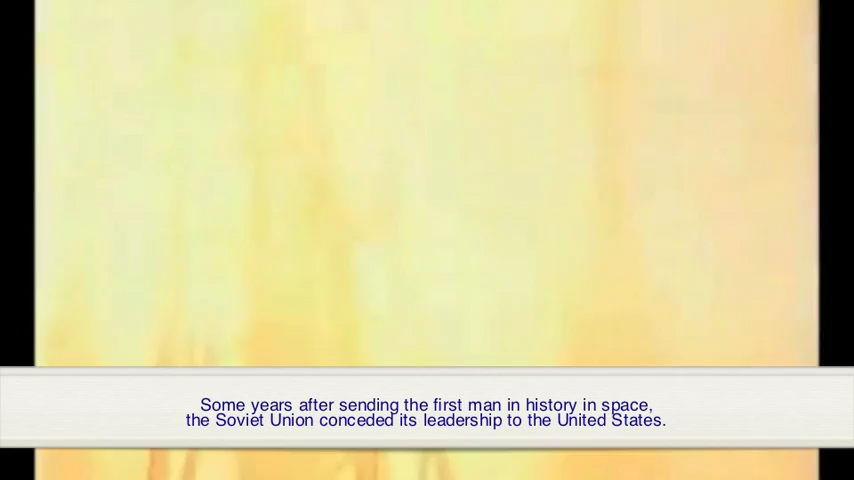 Some years after sending the first man in history in space,
the Soviet Union conceded its leadership to the United States.